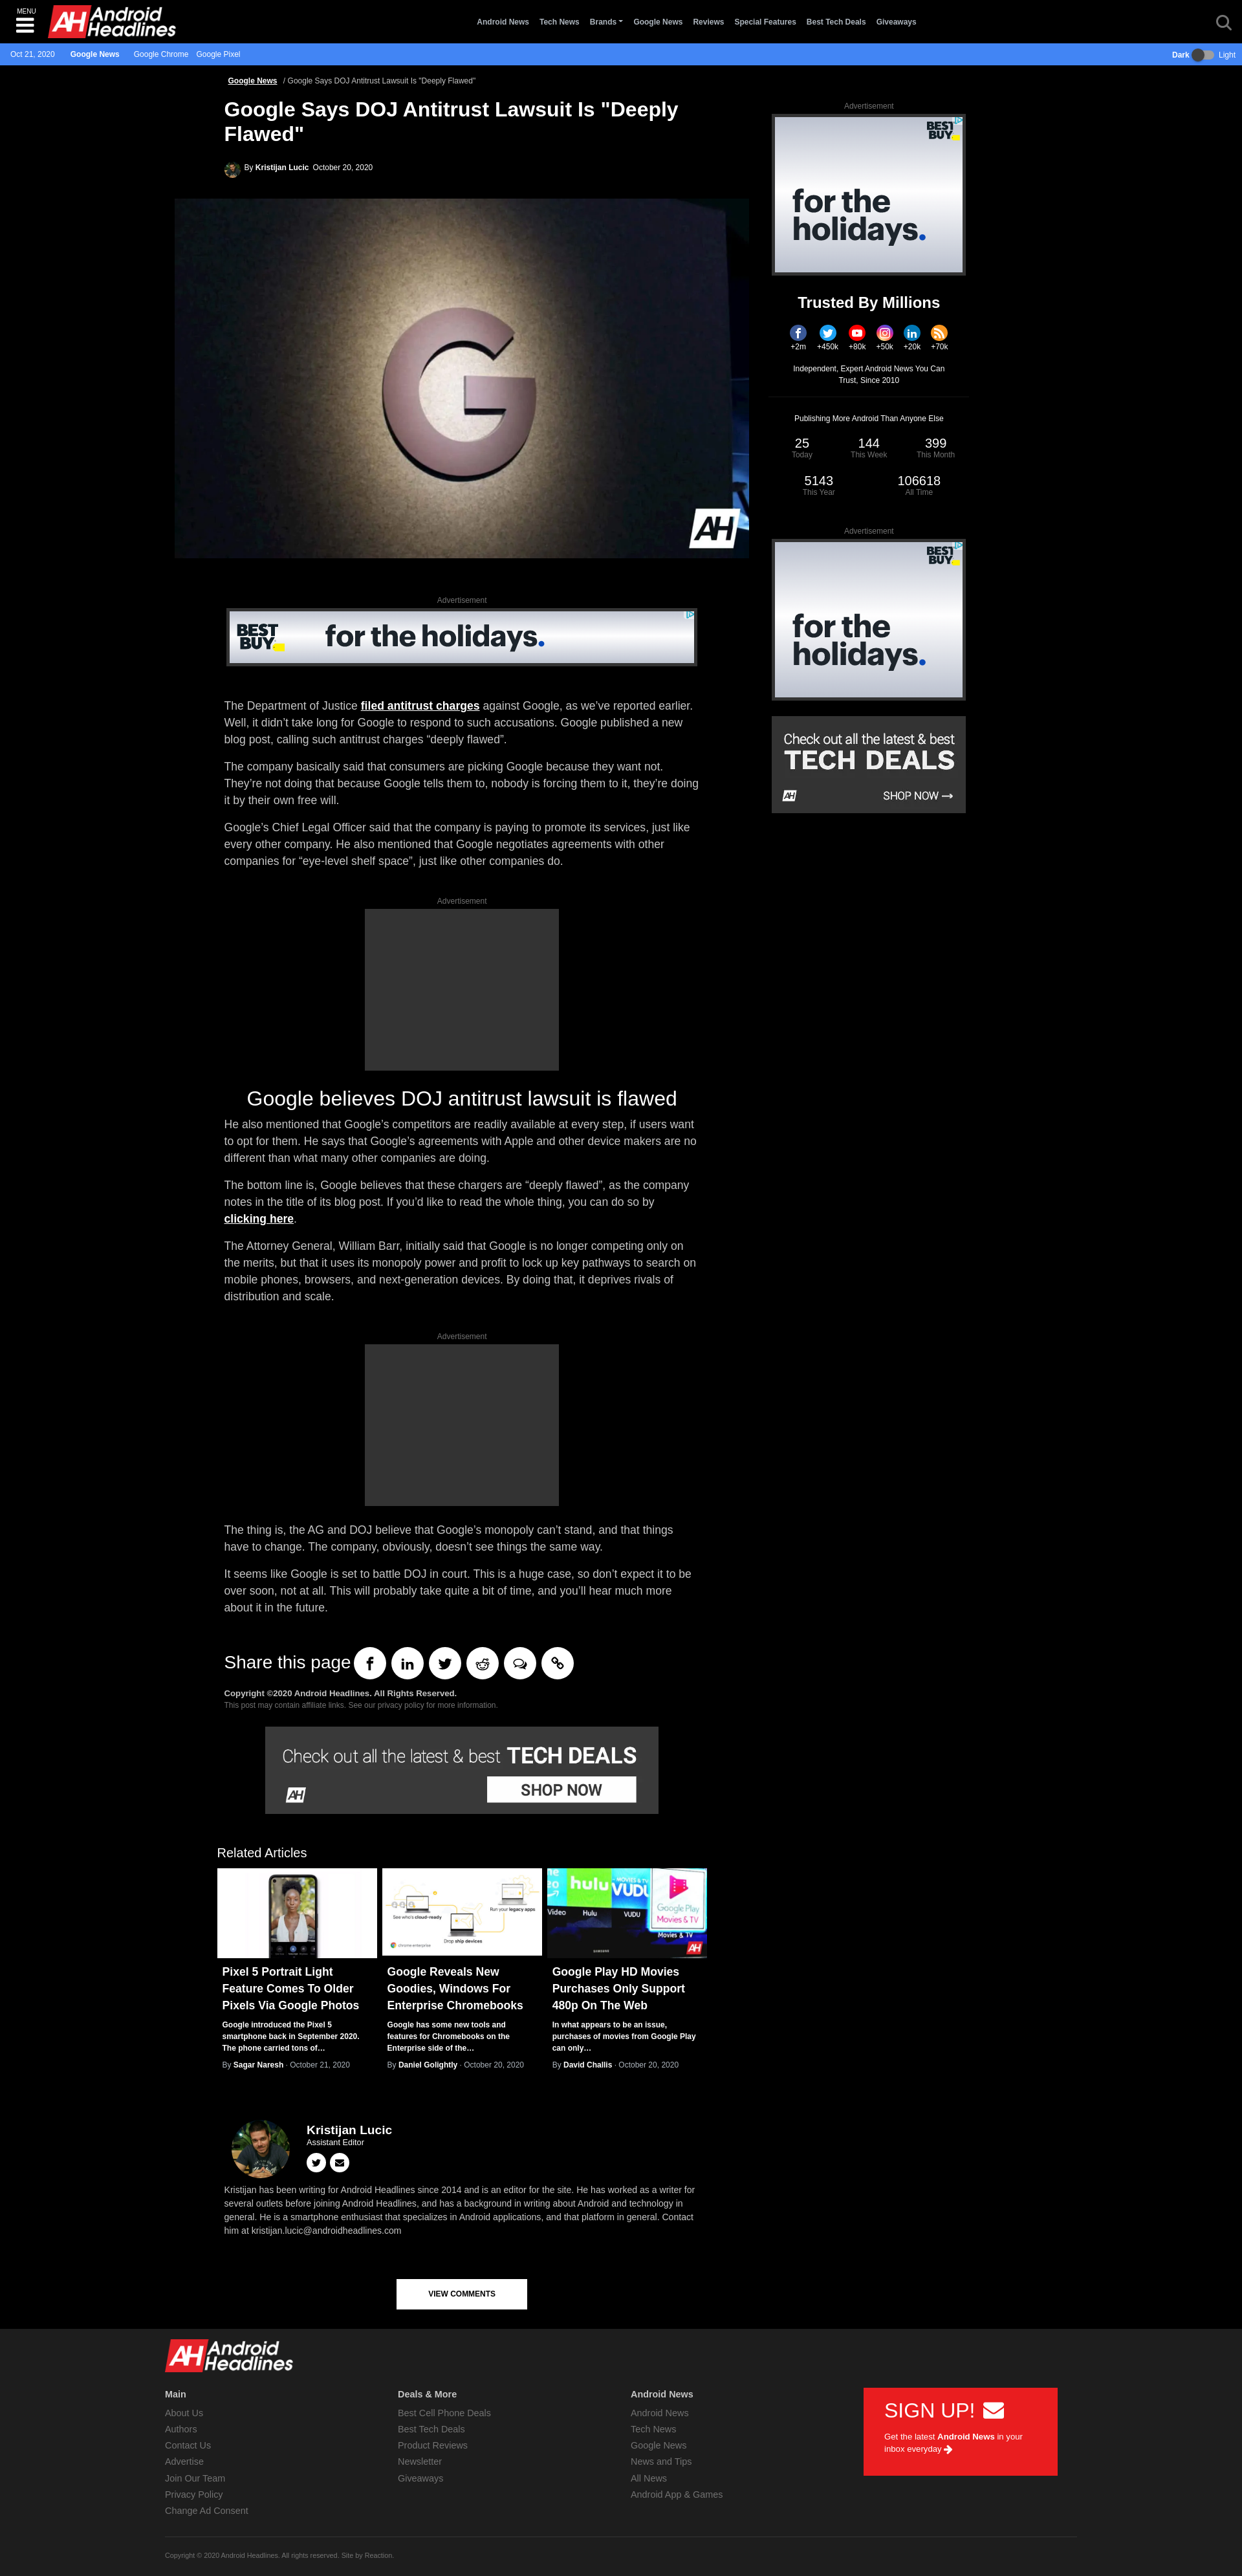 MENU
Android Headlines
Android News Tech News Brands Google News Reviews Special Features Best Tech Deals Giveaways
Oct 21, 2020 Google News Google Chrome Google Pixel Dark Light
Google News / Google Says DOJ Antitrust Lawsuit Is "Deeply Flawed"
Google Says DOJ Antitrust Lawsuit Is "Deeply
Flawed"
By Kristijan Lucic October 20, 2020
G
AH
Advertisement
BEST BUY for the holidays.
The Department of Justice filed antitrust charges against Google, as we’ve reported earlier.
Well, it didn’t take long for Google to respond to such accusations. Google published a new
blog post, calling such antitrust charges “deeply flawed”.
The company basically said that consumers are picking Google because they want not.
They’re not doing that because Google tells them to, nobody is forcing them to it, they’re doing
it by their own free will.
Google’s Chief Legal Officer said that the company is paying to promote its services, just like
every other company. He also mentioned that Google negotiates agreements with other
companies for “eye-level shelf space”, just like other companies do.
Advertisement
Google believes DOJ antitrust lawsuit is flawed
He also mentioned that Google’s competitors are readily available at every step, if users want
to opt for them. He says that Google’s agreements with Apple and other device makers are no
different than what many other companies are doing.
The bottom line is, Google believes that these chargers are “deeply flawed”, as the company
notes in the title of its blog post. If you’d like to read the whole thing, you can do so by
clicking here.
The Attorney General, William Barr, initially said that Google is no longer competing only on
the merits, but that it uses its monopoly power and profit to lock up key pathways to search on
mobile phones, browsers, and next-generation devices. By doing that, it deprives rivals of
distribution and scale.
Advertisement
The thing is, the AG and DOJ believe that Google’s monopoly can’t stand, and that things
have to change. The company, obviously, doesn’t see things the same way.
It seems like Google is set to battle DOJ in court. This is a huge case, so don’t expect it to be
over soon, not at all. This will probably take quite a bit of time, and you’ll hear much more
about it in the future.
Share this page
Copyright ©2020 Android Headlines. All Rights Reserved.
This post may contain affiliate links. See our privacy policy for more information.
Check out all the latest & best TECH DEALS
AH SHOP NOW
Related Articles
Pixel 5 Portrait Light
Feature Comes To Older
Pixels Via Google Photos
Google introduced the Pixel 5
smartphone back in September 2020.
The phone carried tons of…
By Sagar Naresh · October 21, 2020
See who's cloud-ready
Run your legacy apps
Drop ship devices
chrome enterprise
Google Reveals New
Goodies, Windows For
Enterprise Chromebooks
Google has some new tools and
features for Chromebooks on the
Enterprise side of the…
By Daniel Golightly · October 20, 2020
hulu
MOVIES & TV
VUDU
Google Play
Movies & TV
Video Hulu VUDU Movies & TV
AH
Google Play HD Movies
Purchases Only Support
480p On The Web
In what appears to be an issue,
purchases of movies from Google Play
can only…
By David Challis · October 20, 2020
Kristijan Lucic
Assistant Editor
Kristijan has been writing for Android Headlines since 2014 and is an editor for the site. He has worked as a writer for
several outlets before joining Android Headlines, and has a background in writing about Android and technology in
general. He is a smartphone enthusiast that specializes in Android applications, and that platform in general. Contact
him at kristijan.lucic@androidheadlines.com
VIEW COMMENTS
Advertisement
BEST BUY
for the
holidays.
Trusted By Millions
+2m +450k +80k +50k +20k +70k
Independent, Expert Android News You Can
Trust, Since 2010
Publishing More Android Than Anyone Else
25 144 399
Today This Week This Month
5143 106618
This Year All Time
Advertisement
BEST BUY
for the
holidays.
Check out all the latest & best
TECH DEALS
AH SHOP NOW
AH Android Headlines
Main
About Us
Authors
Contact Us
Advertise
Join Our Team
Privacy Policy
Change Ad Consent
Deals & More
Best Cell Phone Deals
Best Tech Deals
Product Reviews
Newsletter
Giveaways
Android News
Android News
Tech News
Google News
News and Tips
All News
Android App & Games
SIGN UP!
Get the latest Android News in your
inbox everyday
Copyright © 2020 Android Headlines. All rights reserved. Site by Reaction.